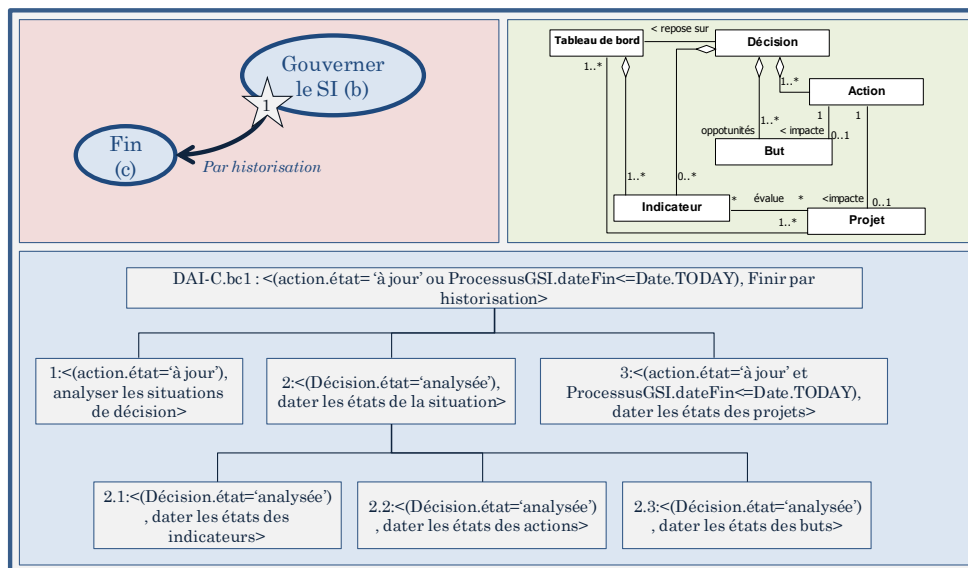 Gouverner
le SI (b)
1
Fin
(c)
Par historisation
Tableau de bord
< repose sur
Décision
1..*
1..*
Action
1
1
1..*
oppotunités
< impacte
0..1
But
1..*
0..*
Indicateur
*
évalue
*
<impacte
0..1
1..*
Projet
DAI-C.bc1 : <(action.état= ‘à jour’ ou ProcessusGSI.dateFin<=Date.TODAY), Finir par
historisation>
1:<(action.état=‘à jour’),
analyser les situations
de décision>
2:<(Décision.état=‘analysée’),
dater les états de la situation>
3:<(action.état=‘à jour et
ProcessusGSI.dateFin<=Date.TODAY),
dater les états des projets>
2.1:<(Décision.état=‘analysée’)
, dater les états des
indicateurs>
2.2:<(Décision.état=‘analysée’)
, dater les états des actions>
2.3:<(Décision.état=‘analysée’)
, dater les états des buts>